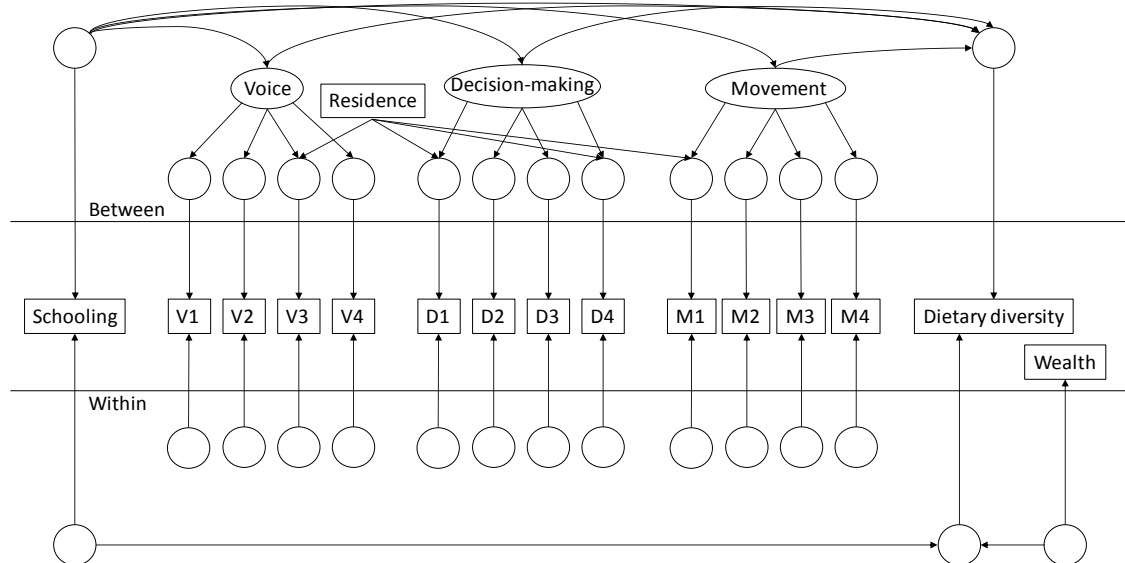 Voice
Decision-making
Movement
Residence
Between
Schooling
V1
V2
V3
V4
D1
D2
D3
D4
M1
M2
M3
M4
Dietary diversity
Wealth
Within